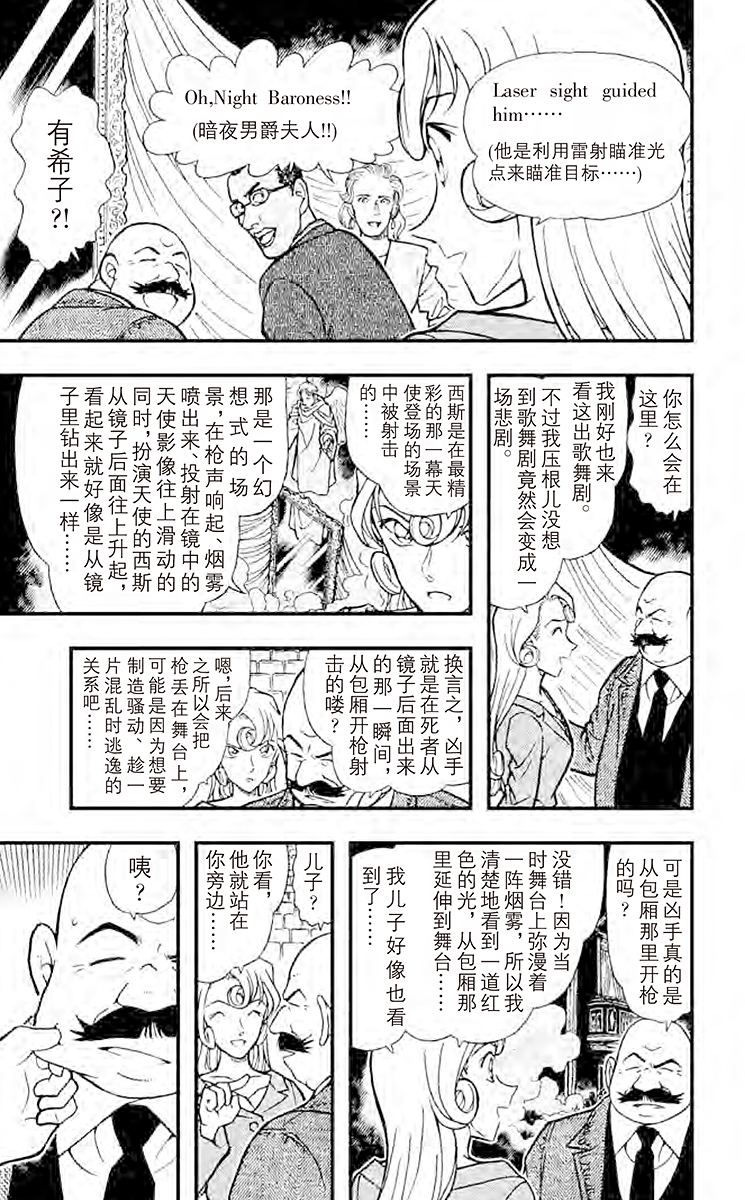 Laser sight guided
him……
(他是利用雷射瞄准光
点来瞄准目标……)
Oh,Night Baroness!!
(暗夜男爵夫人!!)
有希子?!
你怎么会在
这里？
我刚好也来
看这出歌舞剧。
不过我压根儿没想
到歌舞剧竟然会变成一
场悲剧。
西斯是在最精
彩的那一幕天
使登场的场景
中被射击
的……
那是一个幻
想式的场
景，在枪声响起、烟雾
喷出来、投射在镜中的
天使影像往上滑动的
同时，扮演天使的西斯
从镜子后面往上升起，
看起来就好像是从镜
子里钻出来一样……
换言之，凶手
就是在死者从
镜子后面出来
的那一瞬间，
从包厢开枪射
击的喽？
嗯，后来
之所以会把
枪丢在舞台上，
可能是因为想要
制造骚动、趁一
片混乱时逃逸的
关系吧……
可是凶手真的是
从包厢那里开枪
的吗？
没错！因为当
时舞台上弥漫着
一阵烟雾，所以我
清楚地看到一道红
色的光，从包厢那
里延伸到舞台……
我儿子好像也看
到了……
儿子？
你看，
他就站在
你旁边……
咦？